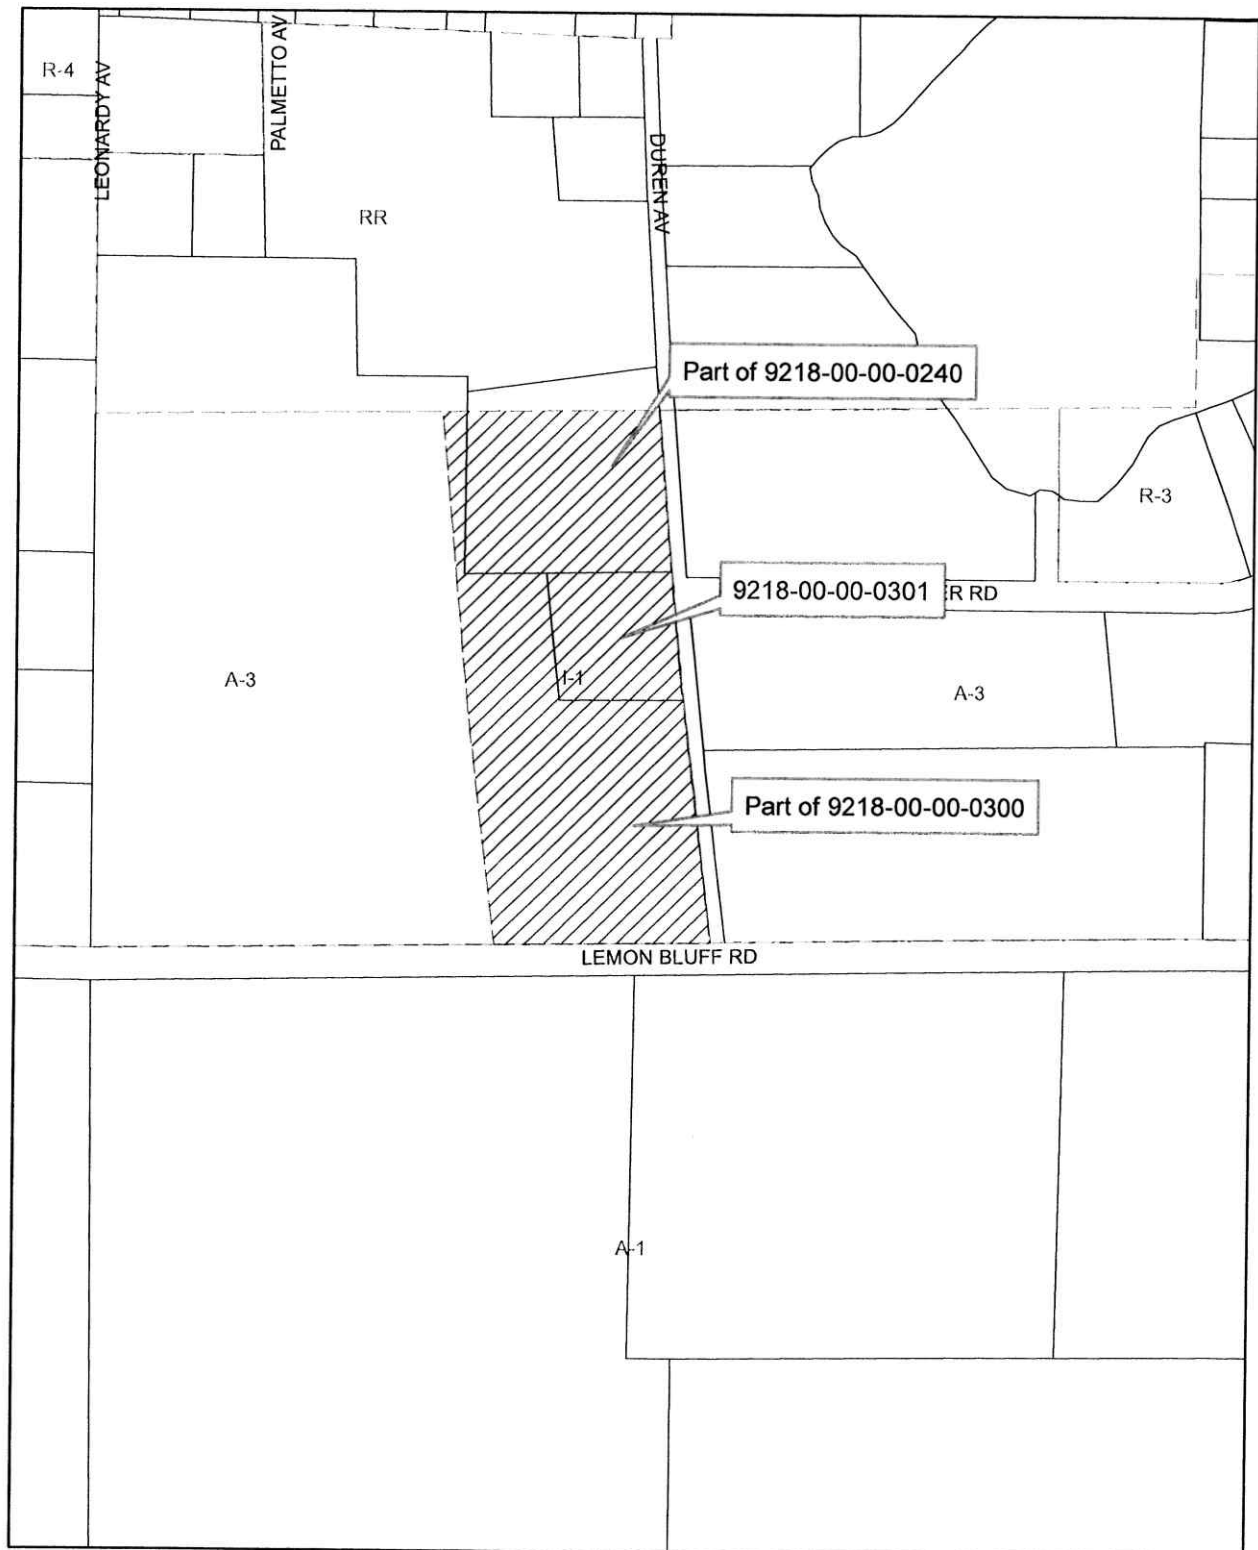 R-4
LEONARDY AV
PALMETTO AV
DUREN AV
RR
Part of 9218-00-00-0240
R-3
9218-00-00-0301
ER RD
A-3
I-1
A-3
Part of 9218-00-00-0300
LEMON BLUFF RD
A-1